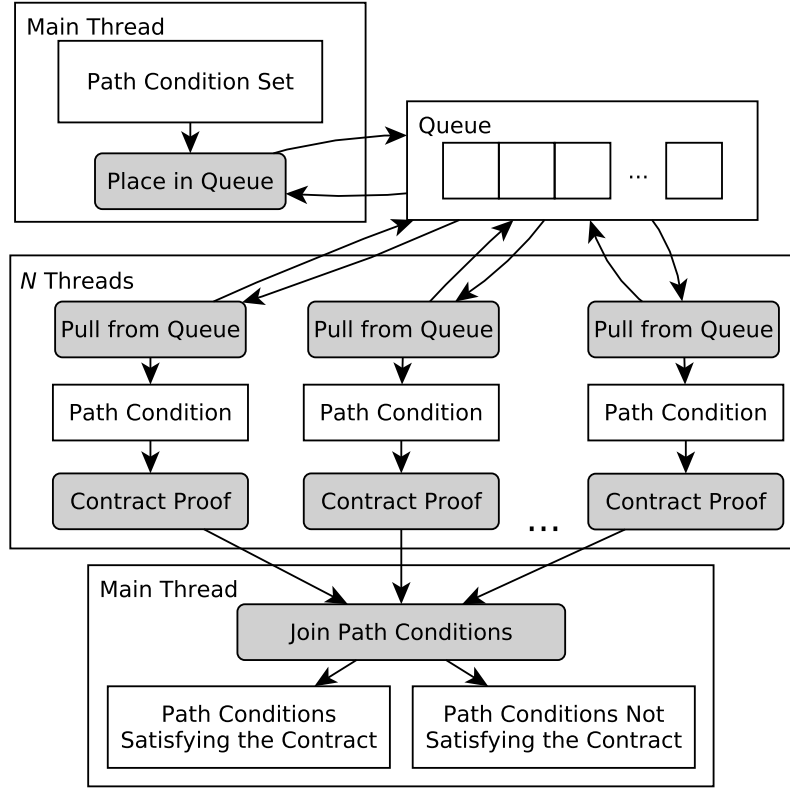 Main Thread
Path Condition Set
Place in Queue
Queue
...
N Threads
Pull from Queue
Pull from Queue
Pull from Queue
Path Condition
Path Condition
Path Condition
Contract Proof
Contract Proof
...
Contract Proof
Main Thread
Join Path Conditions
Path Conditions
Satisfying the Contract
Path Conditions Not
Satisfying the Contract